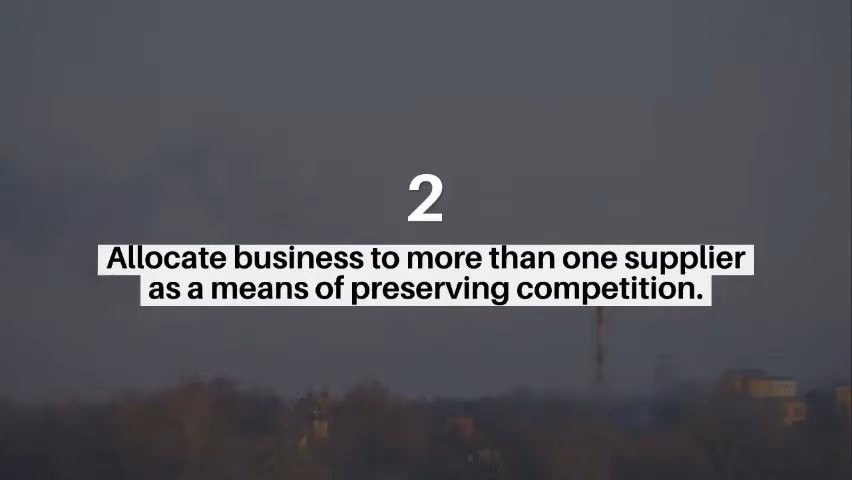 2
Allocate business to more than one supplier
as a means of preserving competition.